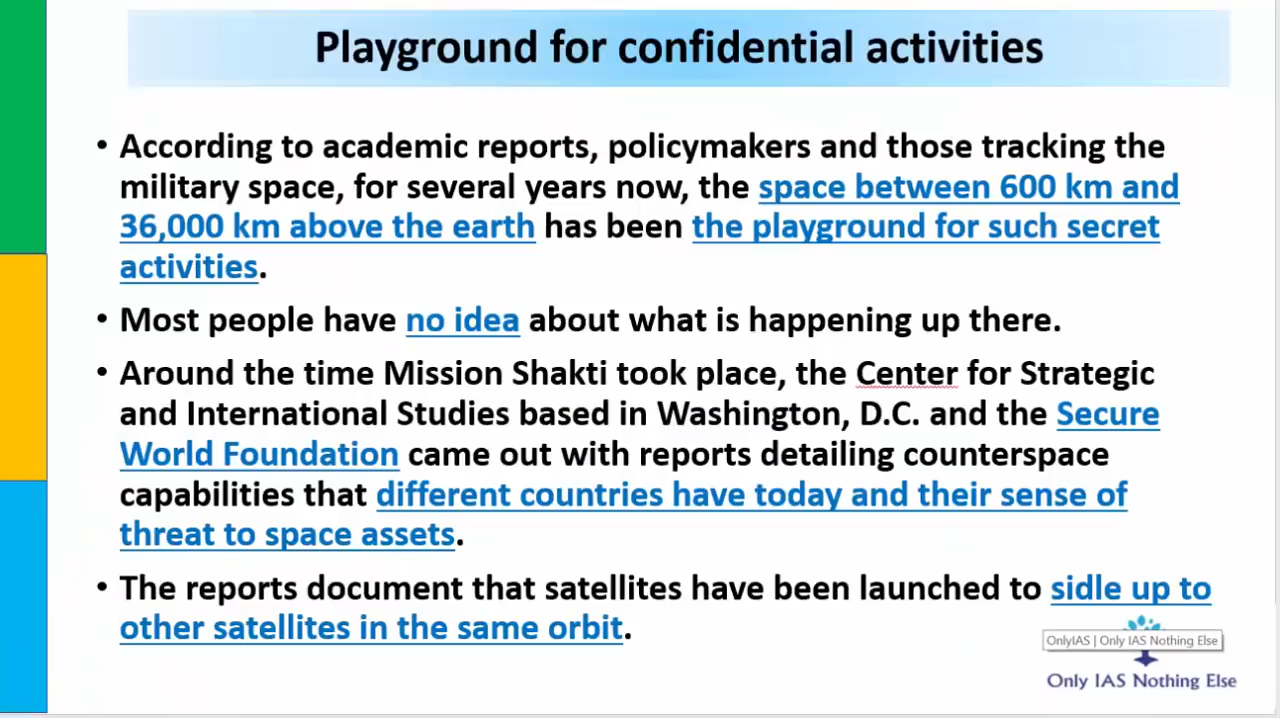 Playground for confidential activities
• According to academic reports, policymakers and those tracking the
military space, for several years now, the space between 600 km and
36,000 km above the earth has been the playground for such secret
activities.
• Most people have no idea about what is happening up there.
• Around the time Mission Shakti took place, the Center for Strategic
and International Studies based in Washington, D.C. and the Secure
World Foundation came out with reports detailing counterspace
capabilities that different countries have today and their sense of
threat to space assets.
• The reports document that satellites have been launched to sidle up to
other satellites in the same orbit.
OnlyIAS | Only IAS Nothing Else
Only IAS Nothing Else